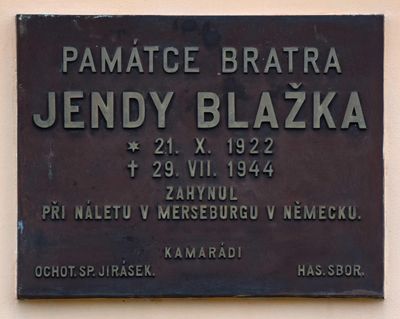 PAMÁTCE BRATRA
JENDY BLAŽKA
✶ 21. X. 1922
✝ 29. VII. 1944
ZAHYNUL
PŘI NÁLETU V MERSEBURGU V NĚMECKU.
KAMARÁDI
OCHOT. SP. JIRÁSEK. HAS. SBOR.